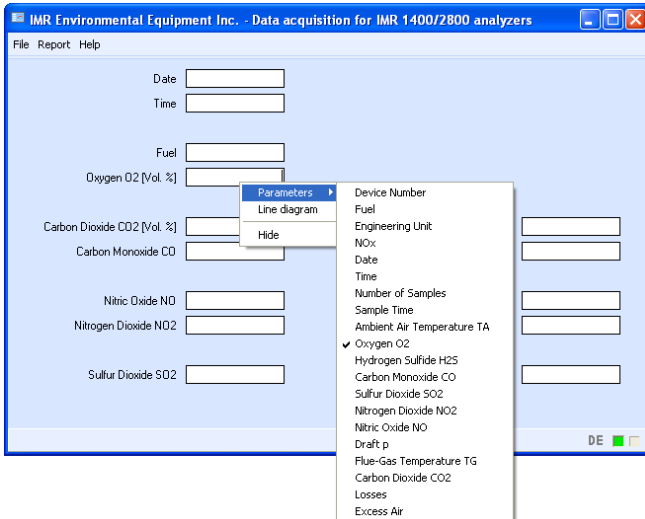 IMR Environmental Equipment Inc. - Data acquisition for IMR 1400/2800 analyzers
File Report Help
Date
Time
Fuel
Oxygen O2 [Vol. %]
Carbon Dioxide CO2 [Vol. %]
Carbon Monoxide CO
Nitric Oxide NO
Nitrogen Dioxide NO2
Sulfur Dioxide SO2
Parameters
Line diagram
Hide
Device Number
Fuel
Engineering Unit
NOx
Date
Time
Number of Samples
Sample Time
Ambient Air Temperature TA
Oxygen O2
Hydrogen Sulfide H2S
Carbon Monoxide CO
Sulfur Dioxide SO2
Nitrogen Dioxide NO2
Nitric Oxide NO
Draft p
Flue-Gas Temperature TG
Carbon Dioxide CO2
Losses
Excess Air
DE